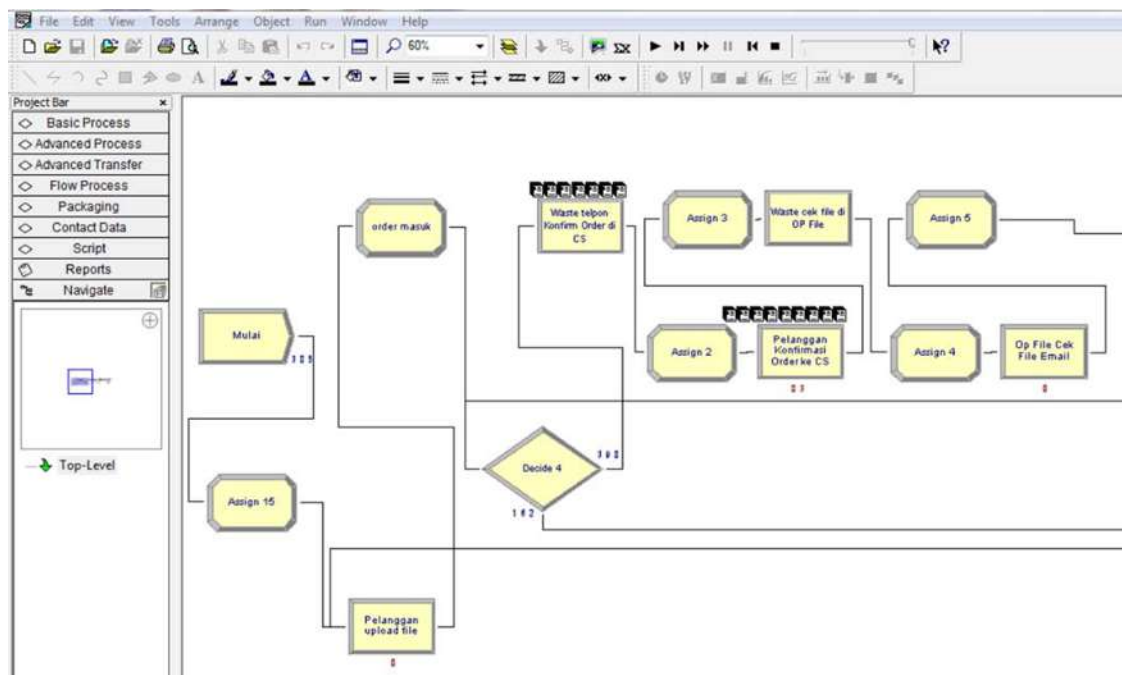 File Edit View Tools Arrange Object Run Window Help
60%
Project Bar
Basic Process
Advanced Process
Advanced Transfer
Flow Process
Packaging
Contact Data
Script
Reports
Navigate
Top-Level
order masuk
Waste telpon
Konfirm Order di
CS
Assign 3
Waste cek file di
OP File
Assign 5
Mulai
Assign 2
Pelanggan
Konfirmasi
Order ke CS
Assign 4
Op File Cek
File Email
0
Decide 4
Assign 15
Pelanggan
upload file
0